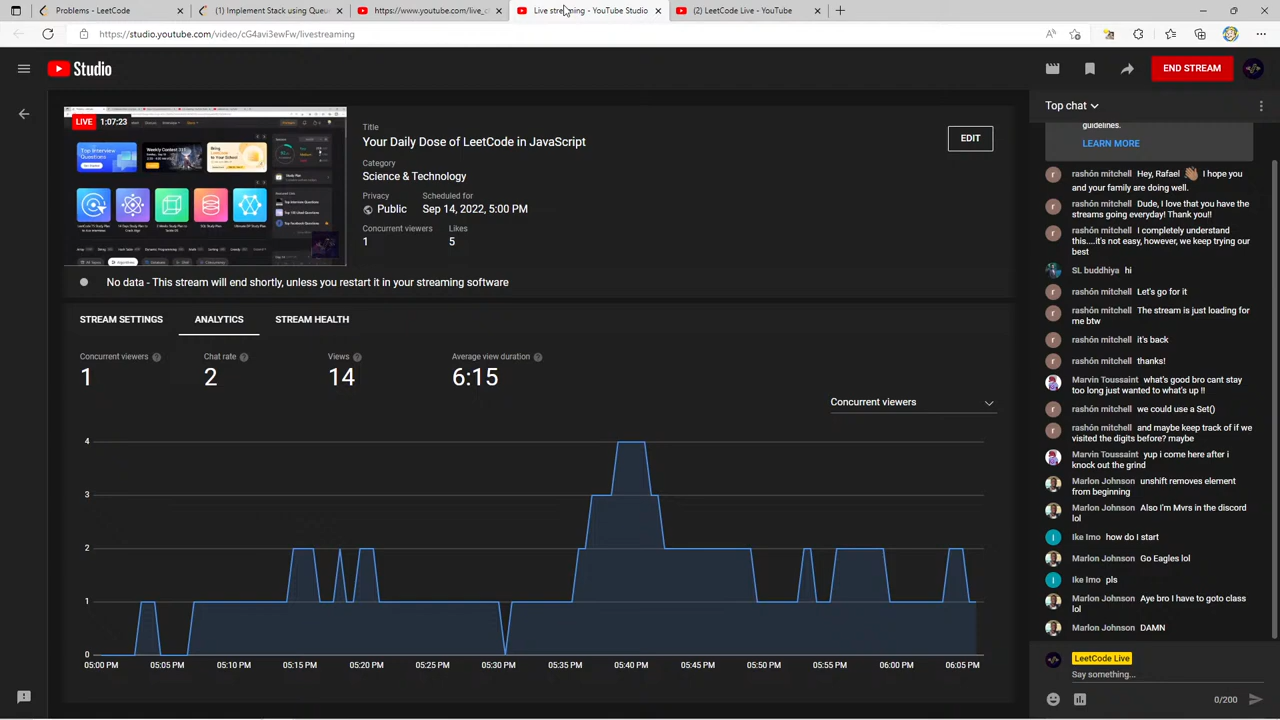 Problems - LeetCode
(1) Implement Stack using Queu
https://www.youtube.com/live_c
Live streaming - YouTube Studio
(2) LeetCode Live - YouTube
https://studio.youtube.com/video/cG4avi3ewFw/livestreaming
Studio
END STREAM
LIVE 1:07:23
Title
Your Daily Dose of LeetCode in JavaScript
EDIT
Category
Science & Technology
Privacy
Public
Scheduled for
Sep 14, 2022, 5:00 PM
Concurrent viewers
1
Likes
5
No data - This stream will end shortly, unless you restart it in your streaming software
STREAM SETTINGS
ANALYTICS
STREAM HEALTH
Concurrent viewers
1
Chat rate
2
Views
14
Average view duration
6:15
Concurrent viewers
4
3
2
1
0
05:00 PM
05:05 PM
05:10 PM
05:15 PM
05:20 PM
05:25 PM
05:30 PM
05:35 PM
05:40 PM
05:45 PM
05:50 PM
05:55 PM
06:00 PM
06:05 PM
Top chat
guidelines.
LEARN MORE
rashón mitchell Hey, Rafael 👋🏽 I hope you
and your family are doing well.
rashón mitchell Dude, I love that you have the
streams going everyday! Thank you!!
rashón mitchell I completely understand
this....it's not easy, however, we keep trying our
best
SL buddhiya hi
rashón mitchell Let's go for it
rashón mitchell The stream is just loading for
me btw
rashón mitchell it's back
rashón mitchell thanks!
Marvin Toussaint what's good bro cant stay
too long just wanted to what's up !!
rashón mitchell we could use a Set()
rashón mitchell and maybe keep track of if we
visited the digits before? maybe
Marvin Toussaint yup i come here after i
knock out the grind
Marlon Johnson unshift removes element
from beginning
Marlon Johnson Also I'm Mvrs in the discord
lol
Ike Imo how do I start
Marlon Johnson Go Eagles lol
Ike Imo pls
Marlon Johnson Aye bro I have to goto class
lol
Marlon Johnson DAMN
LeetCode Live
Say something...
0/200